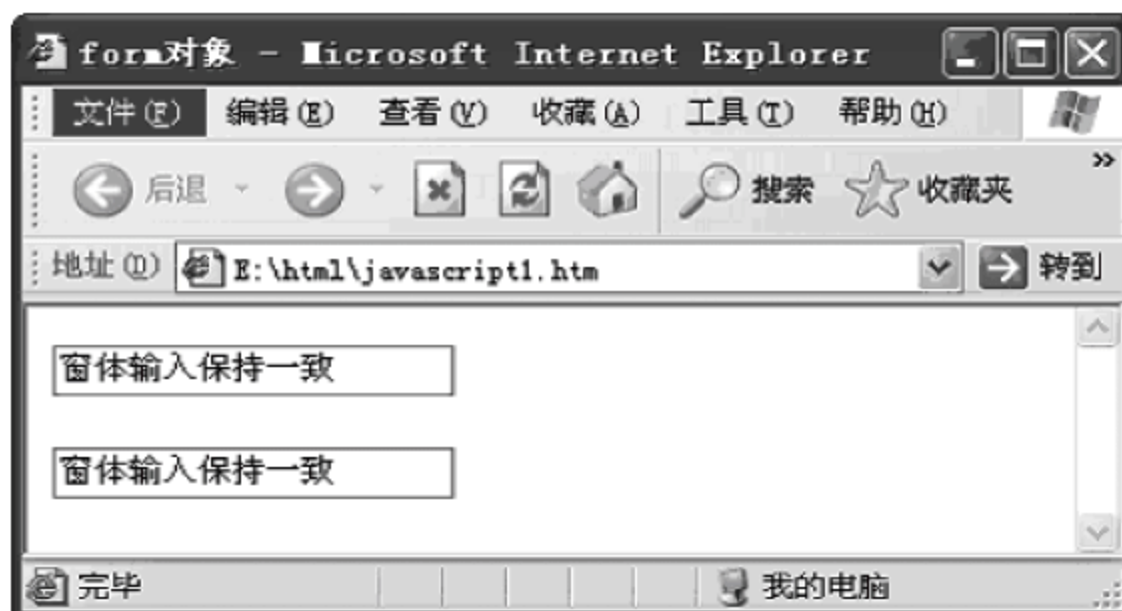 form对象 - Microsoft Internet Explorer
文件(F) 编辑(E) 查看(V) 收藏(A) 工具(T) 帮助(H)
后退 搜索 收藏夹 »
地址(D) E:\html\javascript1.htm 转到
窗体输入保持一致
窗体输入保持一致
完毕 我的电脑